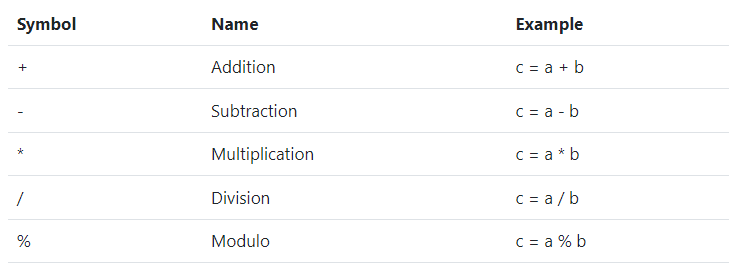 Symbol Name Example
+ Addition c = a + b
- Subtraction c = a - b
* Multiplication c = a * b
/ Division c = a / b
% Modulo c = a % b